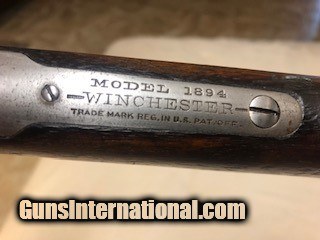 MODEL 1894
-WINCHESTER-
TRADE MARK REG. IN U.S. PAT. OFF.
GunsInternational.com